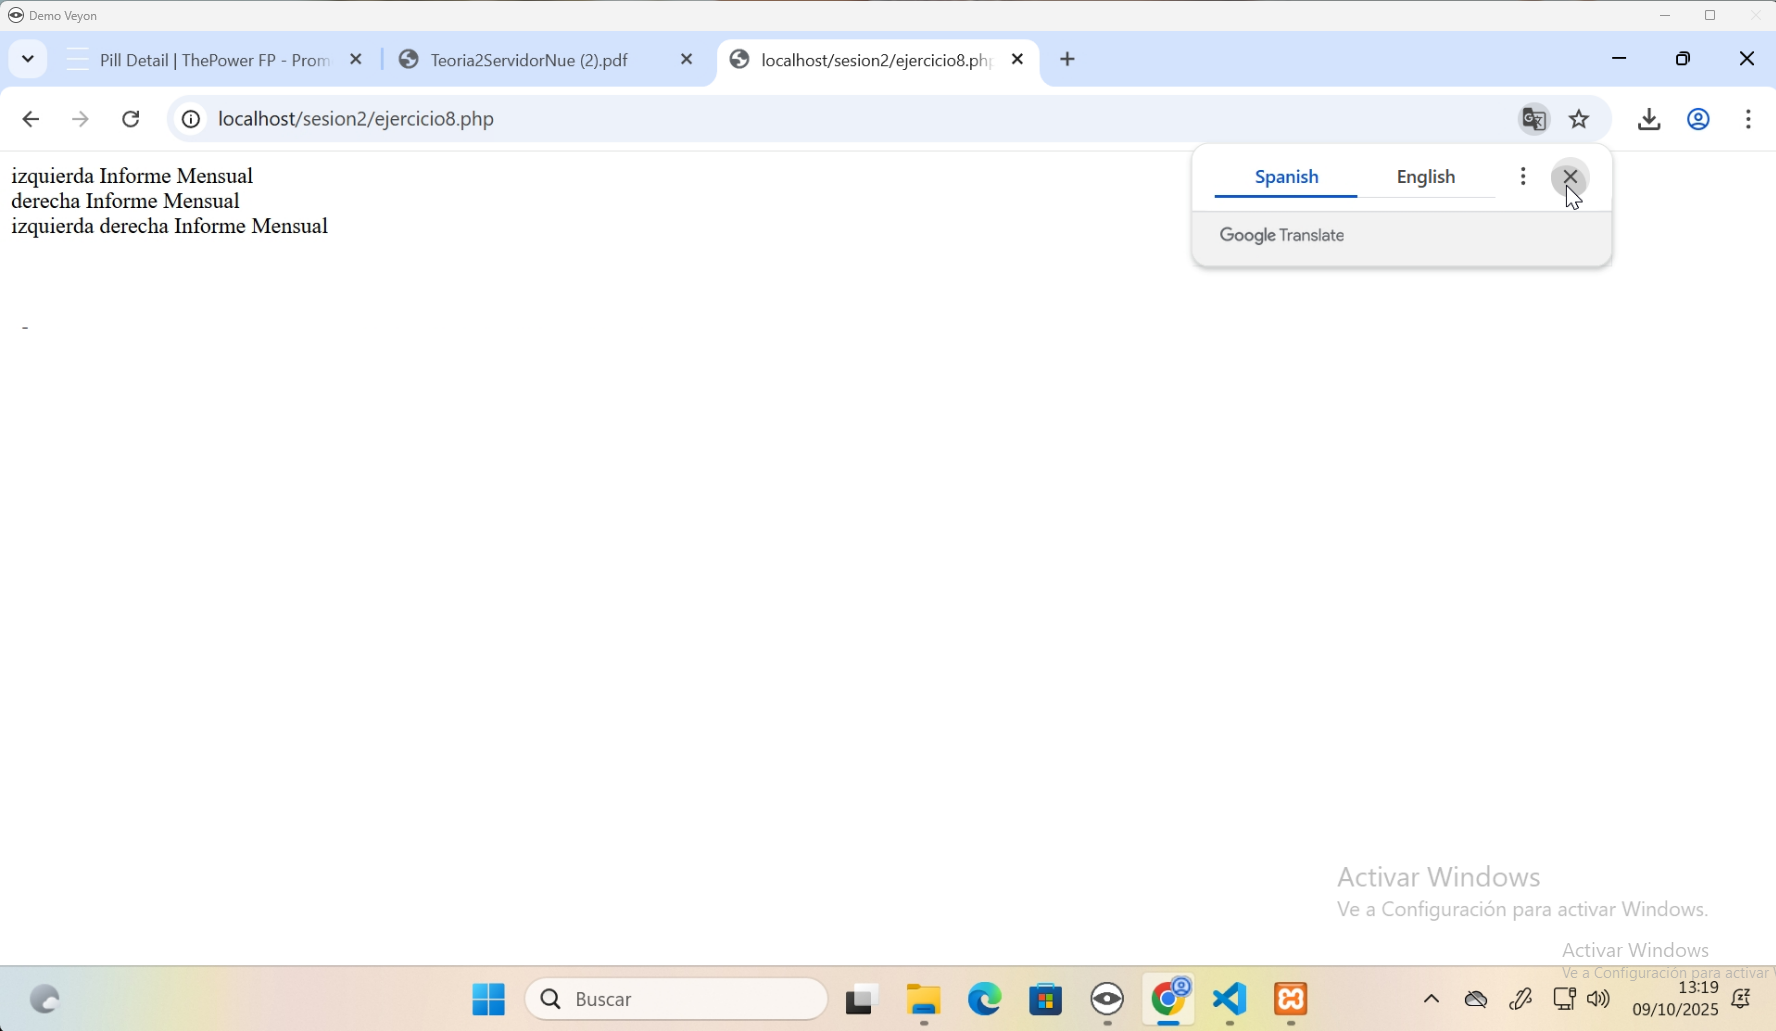 Demo Veyon
Pill Detail | ThePower FP - Prom
Teoria2ServidorNue (2).pdf
localhost/sesion2/ejercicio8.php
localhost/sesion2/ejercicio8.php
izquierda Informe Mensual
derecha Informe Mensual
izquierda derecha Informe Mensual
Spanish
English
Google Translate
-
Activar Windows
Ve a Configuración para activar Windows.
Activar Windows
Ve a Configuración para activar
Buscar
13:19
09/10/2025